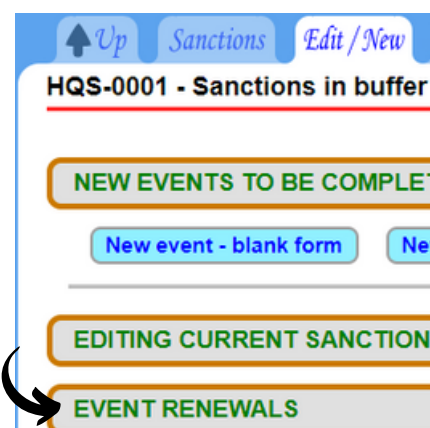 Up Sanctions Edit / New
HQS-0001 - Sanctions in buffer
NEW EVENTS TO BE COMPLET
New event - blank form Ne
EDITING CURRENT SANCTION
EVENT RENEWALS